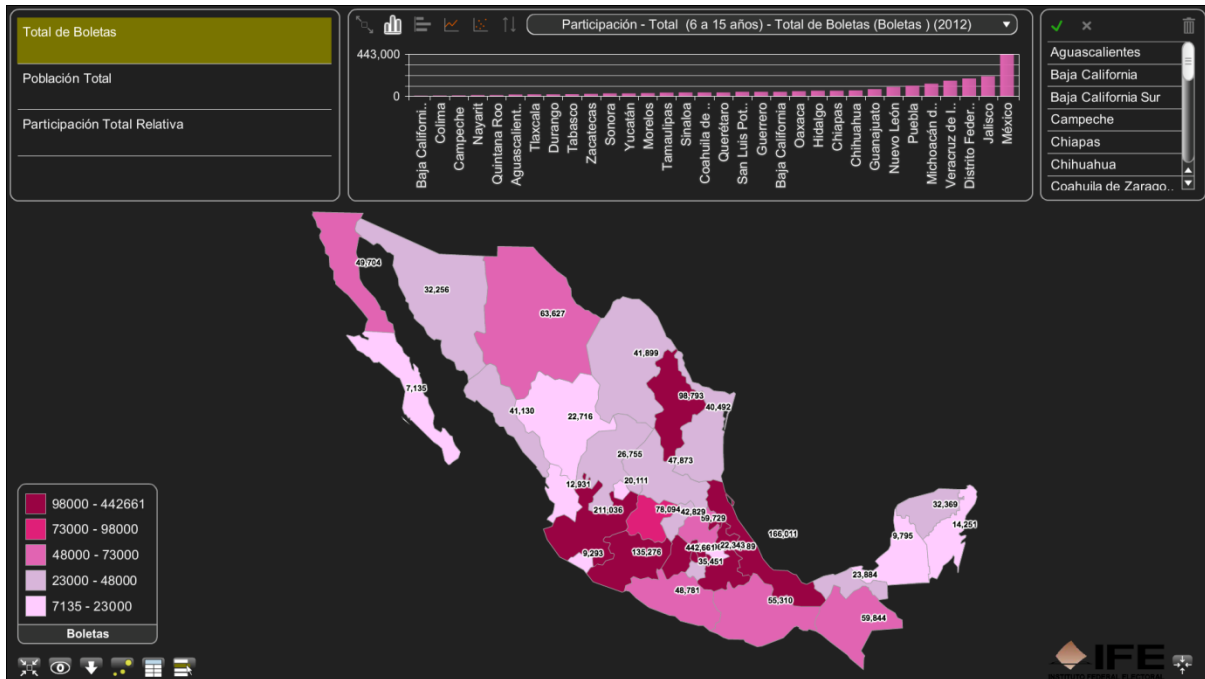 Total de Boletas
Población Total
Participación Total Relativa
Participación - Total (6 a 15 años) - Total de Boletas (Boletas ) (2012)
443,000
0
Baja Californi..
Colima
Campeche
Nayarit
Quintana Roo
Aguascalient..
Tlaxcala
Durango
Tabasco
Zacatecas
Sonora
Yucatán
Morelos
Tamaulipas
Sinaloa
Coahuila de ..
Querétaro
San Luis Pot..
Guerrero
Baja California
Oaxaca
Hidalgo
Chiapas
Chihuahua
Guanajuato
Nuevo León
Puebla
Michoacán d..
Veracruz de I..
Distrito Feder..
Jalisco
México
Aguascalientes
Baja California
Baja California Sur
Campeche
Chiapas
Chihuahua
Coahuila de Zarago..
49,704
32,256
63,627
41,899
7,135
98,793
40,492
41,130
22,716
26,755
47,873
12,931
20,111
211,036
78,094
42,829
59,729
32,369
14,251
166,011
9,795
9,293
135,276
442,661
22,343
89
35,451
23,884
48,781
55,310
59,844
98000 - 442661
73000 - 98000
48000 - 73000
23000 - 48000
7135 - 23000
Boletas
IFE
INSTITUTO FEDERAL ELECTORAL